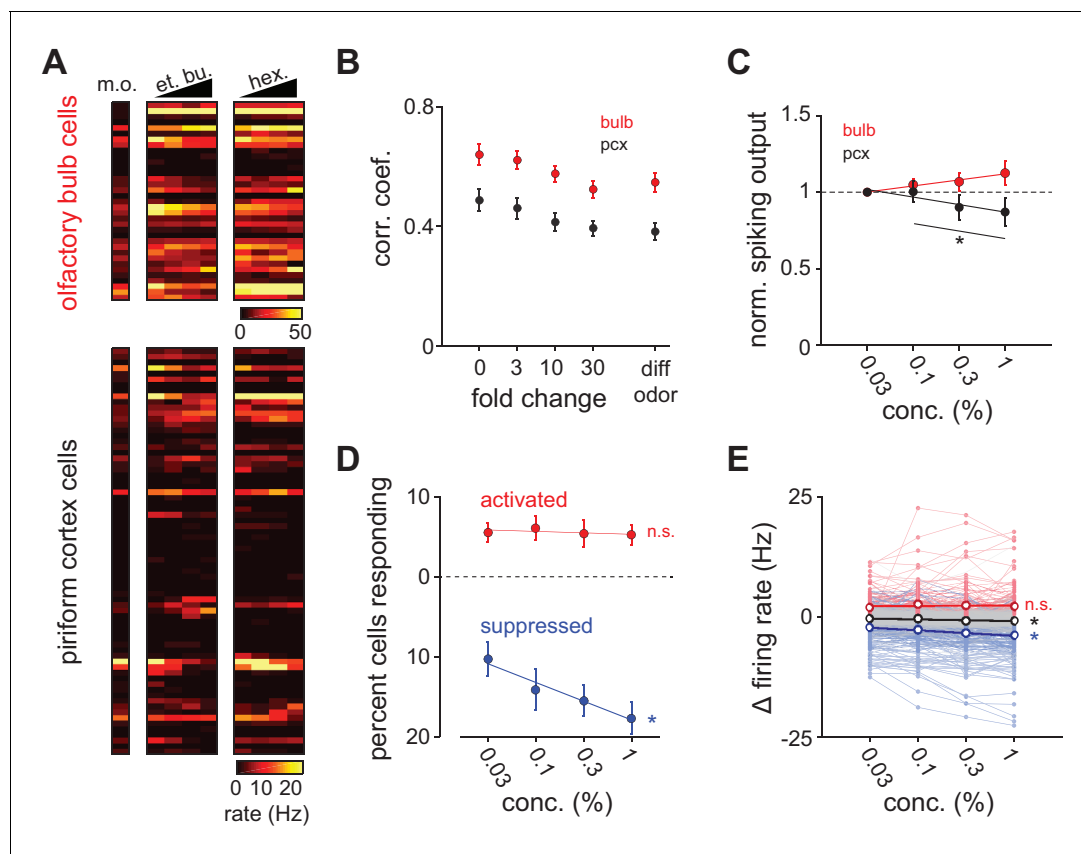 A
m.o.
et. bu.
hex.
olfactory bulb cells
0 50
piriform cortex cells
0 10 20
rate (Hz)
B
0.8
0.4
0
corr. coef.
bulb
pcx
0 3 10 30 diff odor
fold change
C
1.5
1
0.5
0
norm. spiking output
bulb
pcx
*
0.03 0.1 0.3 1
conc. (%)
D
10
0
10
20
percent cells responding
activated
n.s.
suppressed
*
0.03 0.1 0.3 1
conc. (%)
E
25
0
-25
Δ firing rate (Hz)
n.s.
*
*
0.03 0.1 0.3 1
conc. (%)